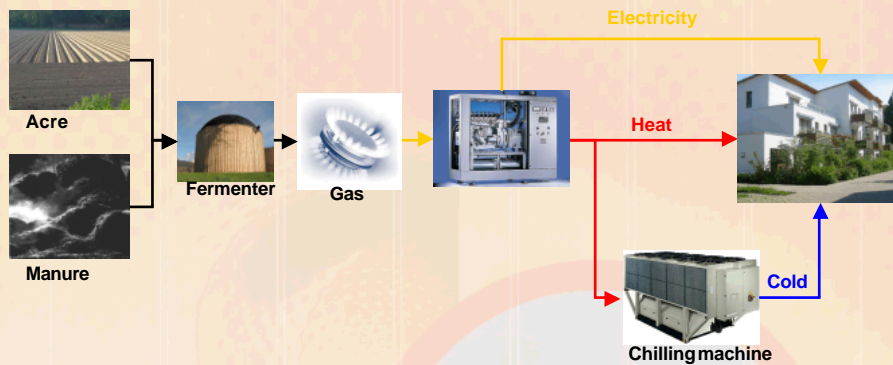 Electricity
Acre
Heat
Fermenter
Gas
Manure
Cold
Chilling machine